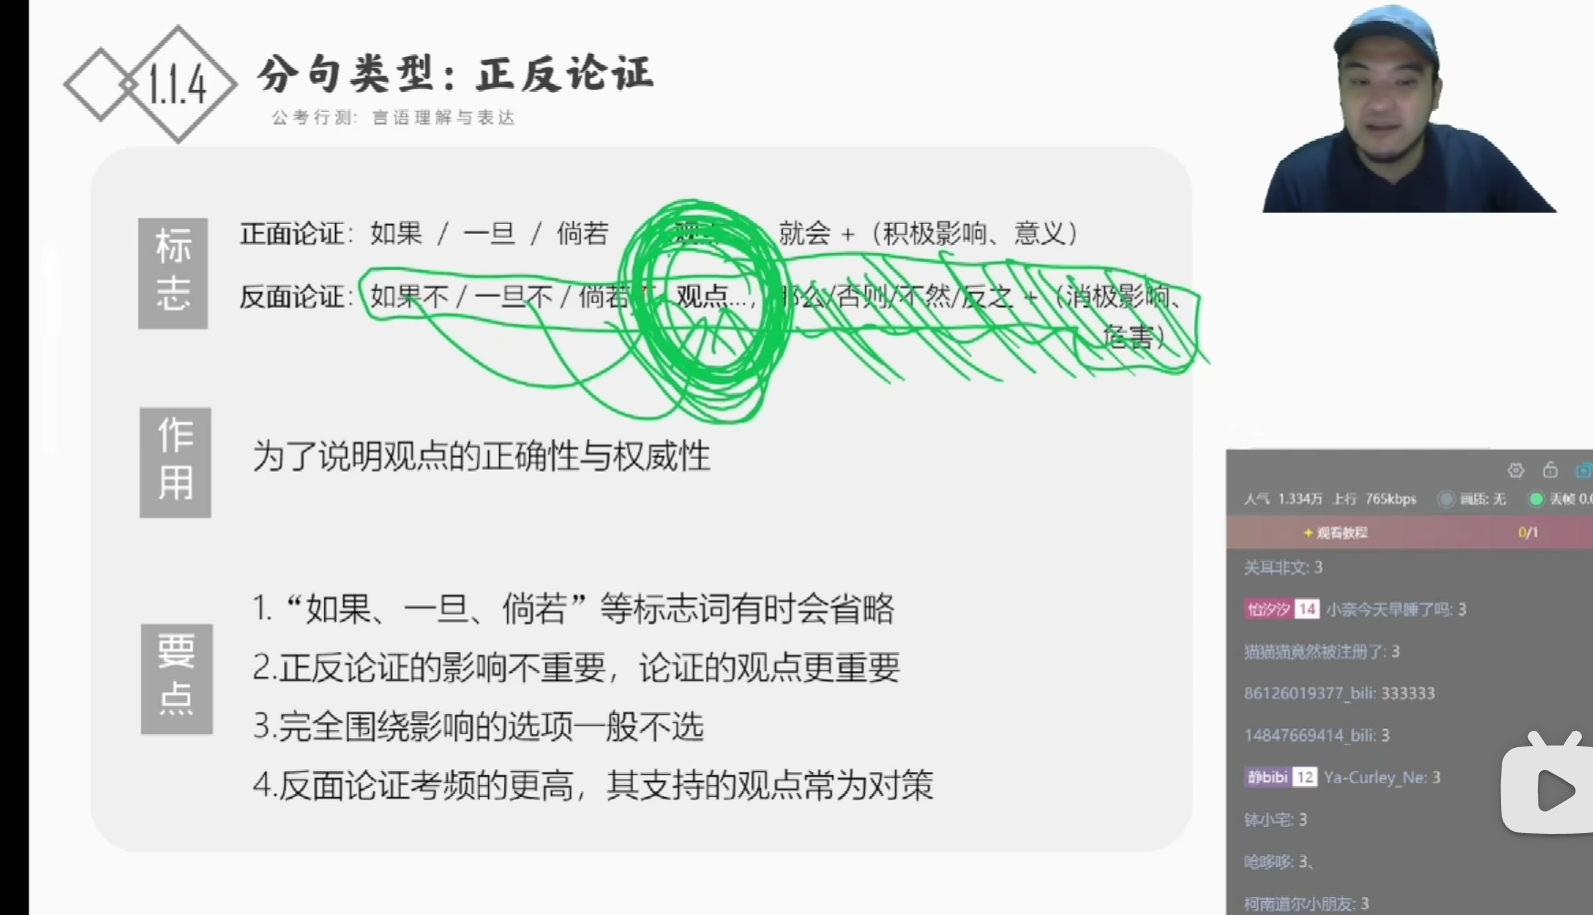 1.1.4
分句类型：正反论证
公考行测：言语理解与表达
标志
正面论证：如果 / 一旦 / 倘若 观点 就会 +（积极影响、意义）
反面论证：如果不 / 一旦不 / 倘若不 观点...，那么/否则/不然/反之 +（消极影响、
危害）
作用
为了说明观点的正确性与权威性
要点
1.“如果、一旦、倘若”等标志词有时会省略
2.正反论证的影响不重要，论证的观点更重要
3.完全围绕影响的选项一般不选
4.反面论证考频的更高，其支持的观点常为对策
人气 1.334万 上行 765kbps 画质: 无 丢帧 0.0
观看教程 0/1
关耳非文: 3
怡汐汐 14 小奈今天早睡了吗: 3
猫猫猫竟然被注册了: 3
86126019377_bili: 333333
14847669414_bili: 3
静bibi 12 Ya-Curley_Ne: 3
钵小宅: 3
哈哆哆: 3、
柯南道尔小朋友: 3